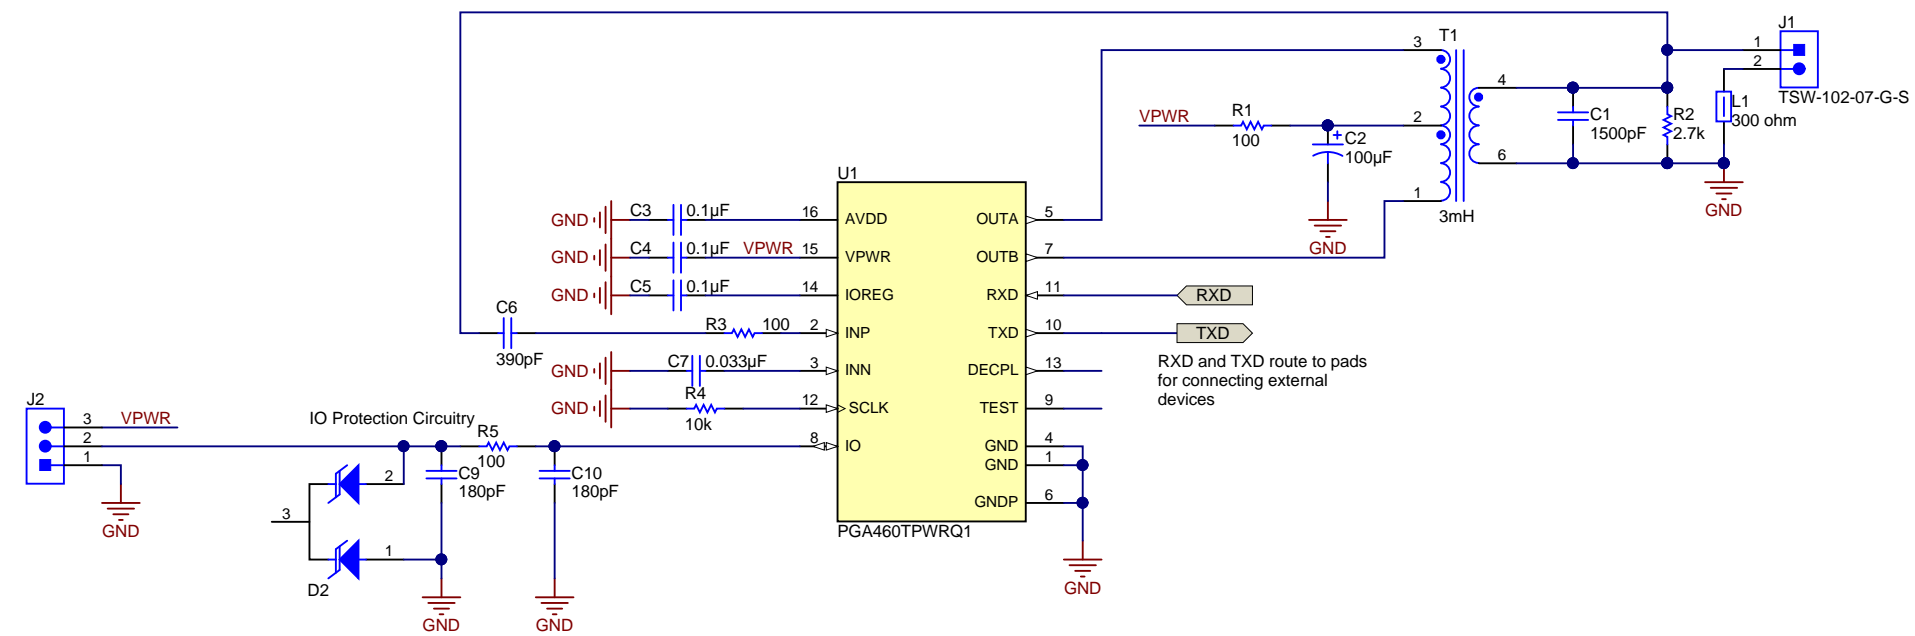 J1
1
2
TSW-102-07-G-S
T1
3
2
1
4
6
3mH
VPWR
R1
100
C2
100µF
GND
C1
1500pF
R2
2.7k
L1
300 ohm
GND
U1
GND
C3
0.1µF
16
AVDD
GND
C4
0.1µF
VPWR
15
VPWR
GND
C5
0.1µF
14
IOREG
C6
390pF
R3
100
2
INP
GND
C7
0.033µF
3
INN
GND
R4
10k
12
SCLK
8
IO
OUTA
5
OUTB
7
RXD
11
RXD
TXD
10
TXD
DECPL
13
TEST
9
GND
4
GND
1
GNDP
6
GND
PGA460TPWRQ1
RXD and TXD route to pads
for connecting external
devices
J2
3
VPWR
2
1
GND
IO Protection Circuitry
R5
100
C9
180pF
C10
180pF
2
3
1
D2
GND
GND